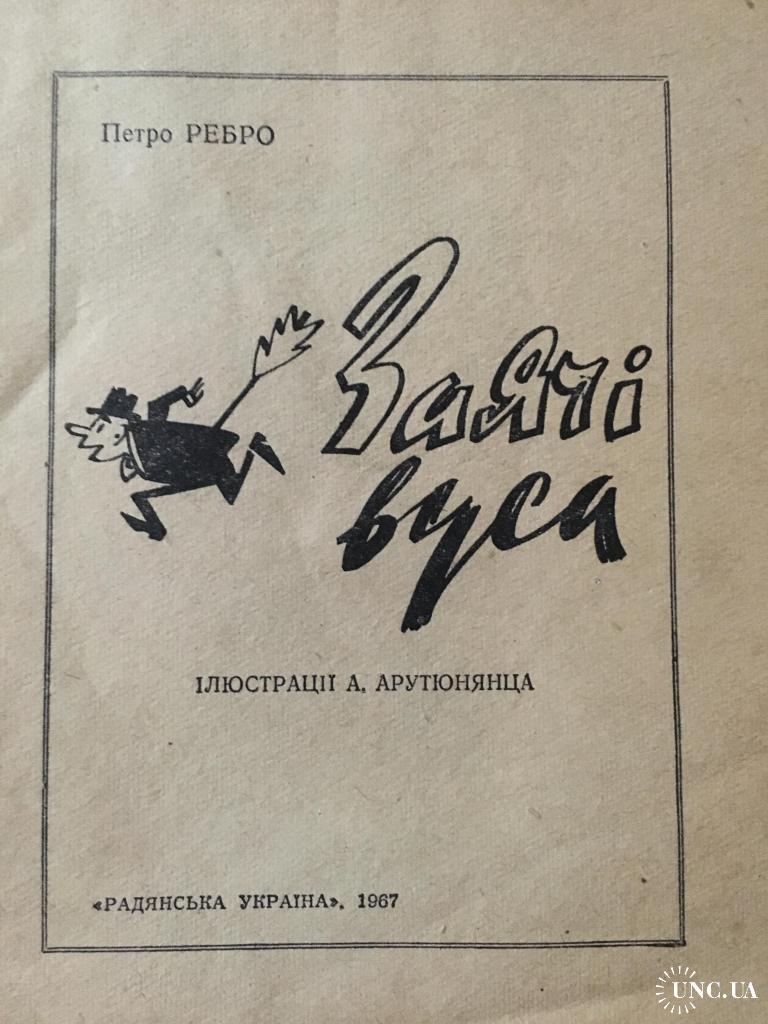 Петро РЕБРО
Заячі
вуса
ІЛЮСТРАЦІЇ А. АРУТЮНЯНЦА
«РАДЯНСЬКА УКРАЇНА», 1967
UNC.UA